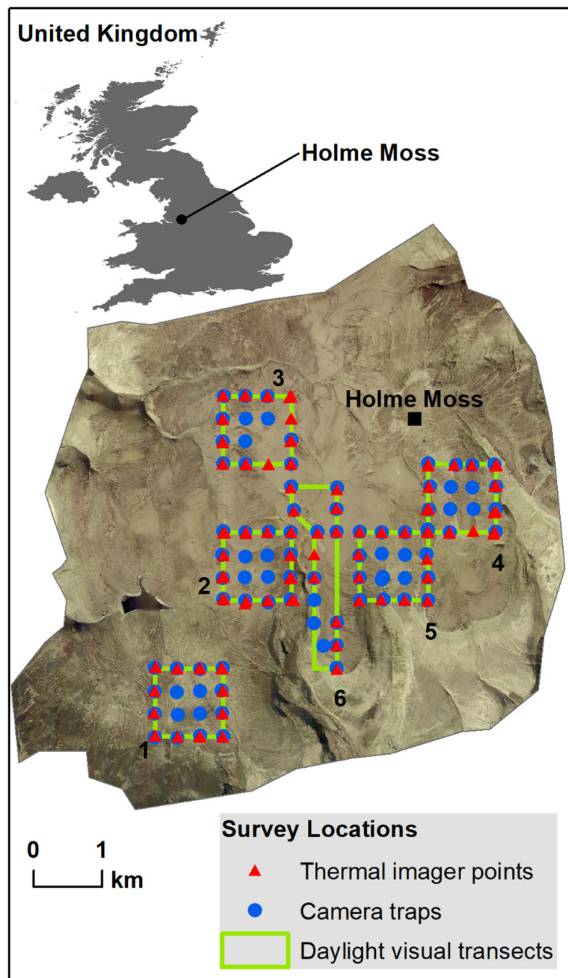 United Kingdom
Holme Moss
3
Holme Moss
4
2
5
6
1
0 1
km
Survey Locations
Thermal imager points
Camera traps
Daylight visual transects